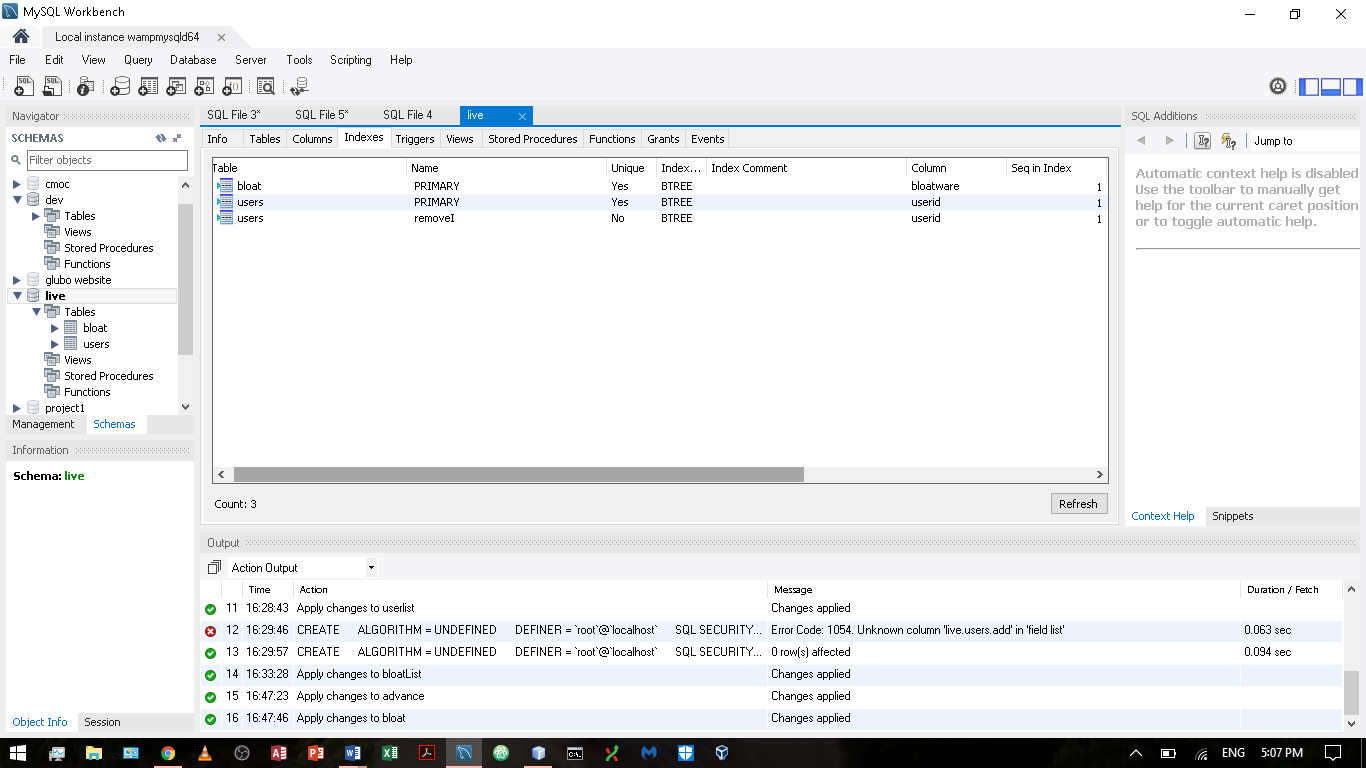 MySQL Workbench
Local instance wampmysqld64
File Edit View Query Database Server Tools Scripting Help
Navigator
SCHEMAS
Filter objects
cmoc
dev
Tables
Views
Stored Procedures
Functions
glubo website
live
Tables
bloat
users
Views
Stored Procedures
Functions
project1
Management Schemas
Information
Schema: live
Object Info Session
SQL File 3* SQL File 5* SQL File 4 live
Info Tables Columns Indexes Triggers Views Stored Procedures Functions Grants Events
Table Name Unique Index... Index Comment Column Seq in Index
bloat PRIMARY Yes BTREE bloatware 1
users PRIMARY Yes BTREE userid 1
users removeI No BTREE userid 1
Count: 3
Refresh
SQL Additions
Jump to
Automatic context help is disabled
Use the toolbar to manually get
help for the current caret position
or to toggle automatic help.
Context Help Snippets
Output
Action Output
Time Action Message Duration / Fetch
11 16:28:43 Apply changes to userlist Changes applied
12 16:29:46 CREATE ALGORITHM = UNDEFINED DEFINER = `root`@`localhost` SQL SECURITY... Error Code: 1054. Unknown column 'live.users.add' in 'field list' 0.063 sec
13 16:29:57 CREATE ALGORITHM = UNDEFINED DEFINER = `root`@`localhost` SQL SECURITY... 0 row(s) affected 0.094 sec
14 16:33:28 Apply changes to bloatList Changes applied
15 16:47:23 Apply changes to advance Changes applied
16 16:47:46 Apply changes to bloat Changes applied
ENG 5:07 PM